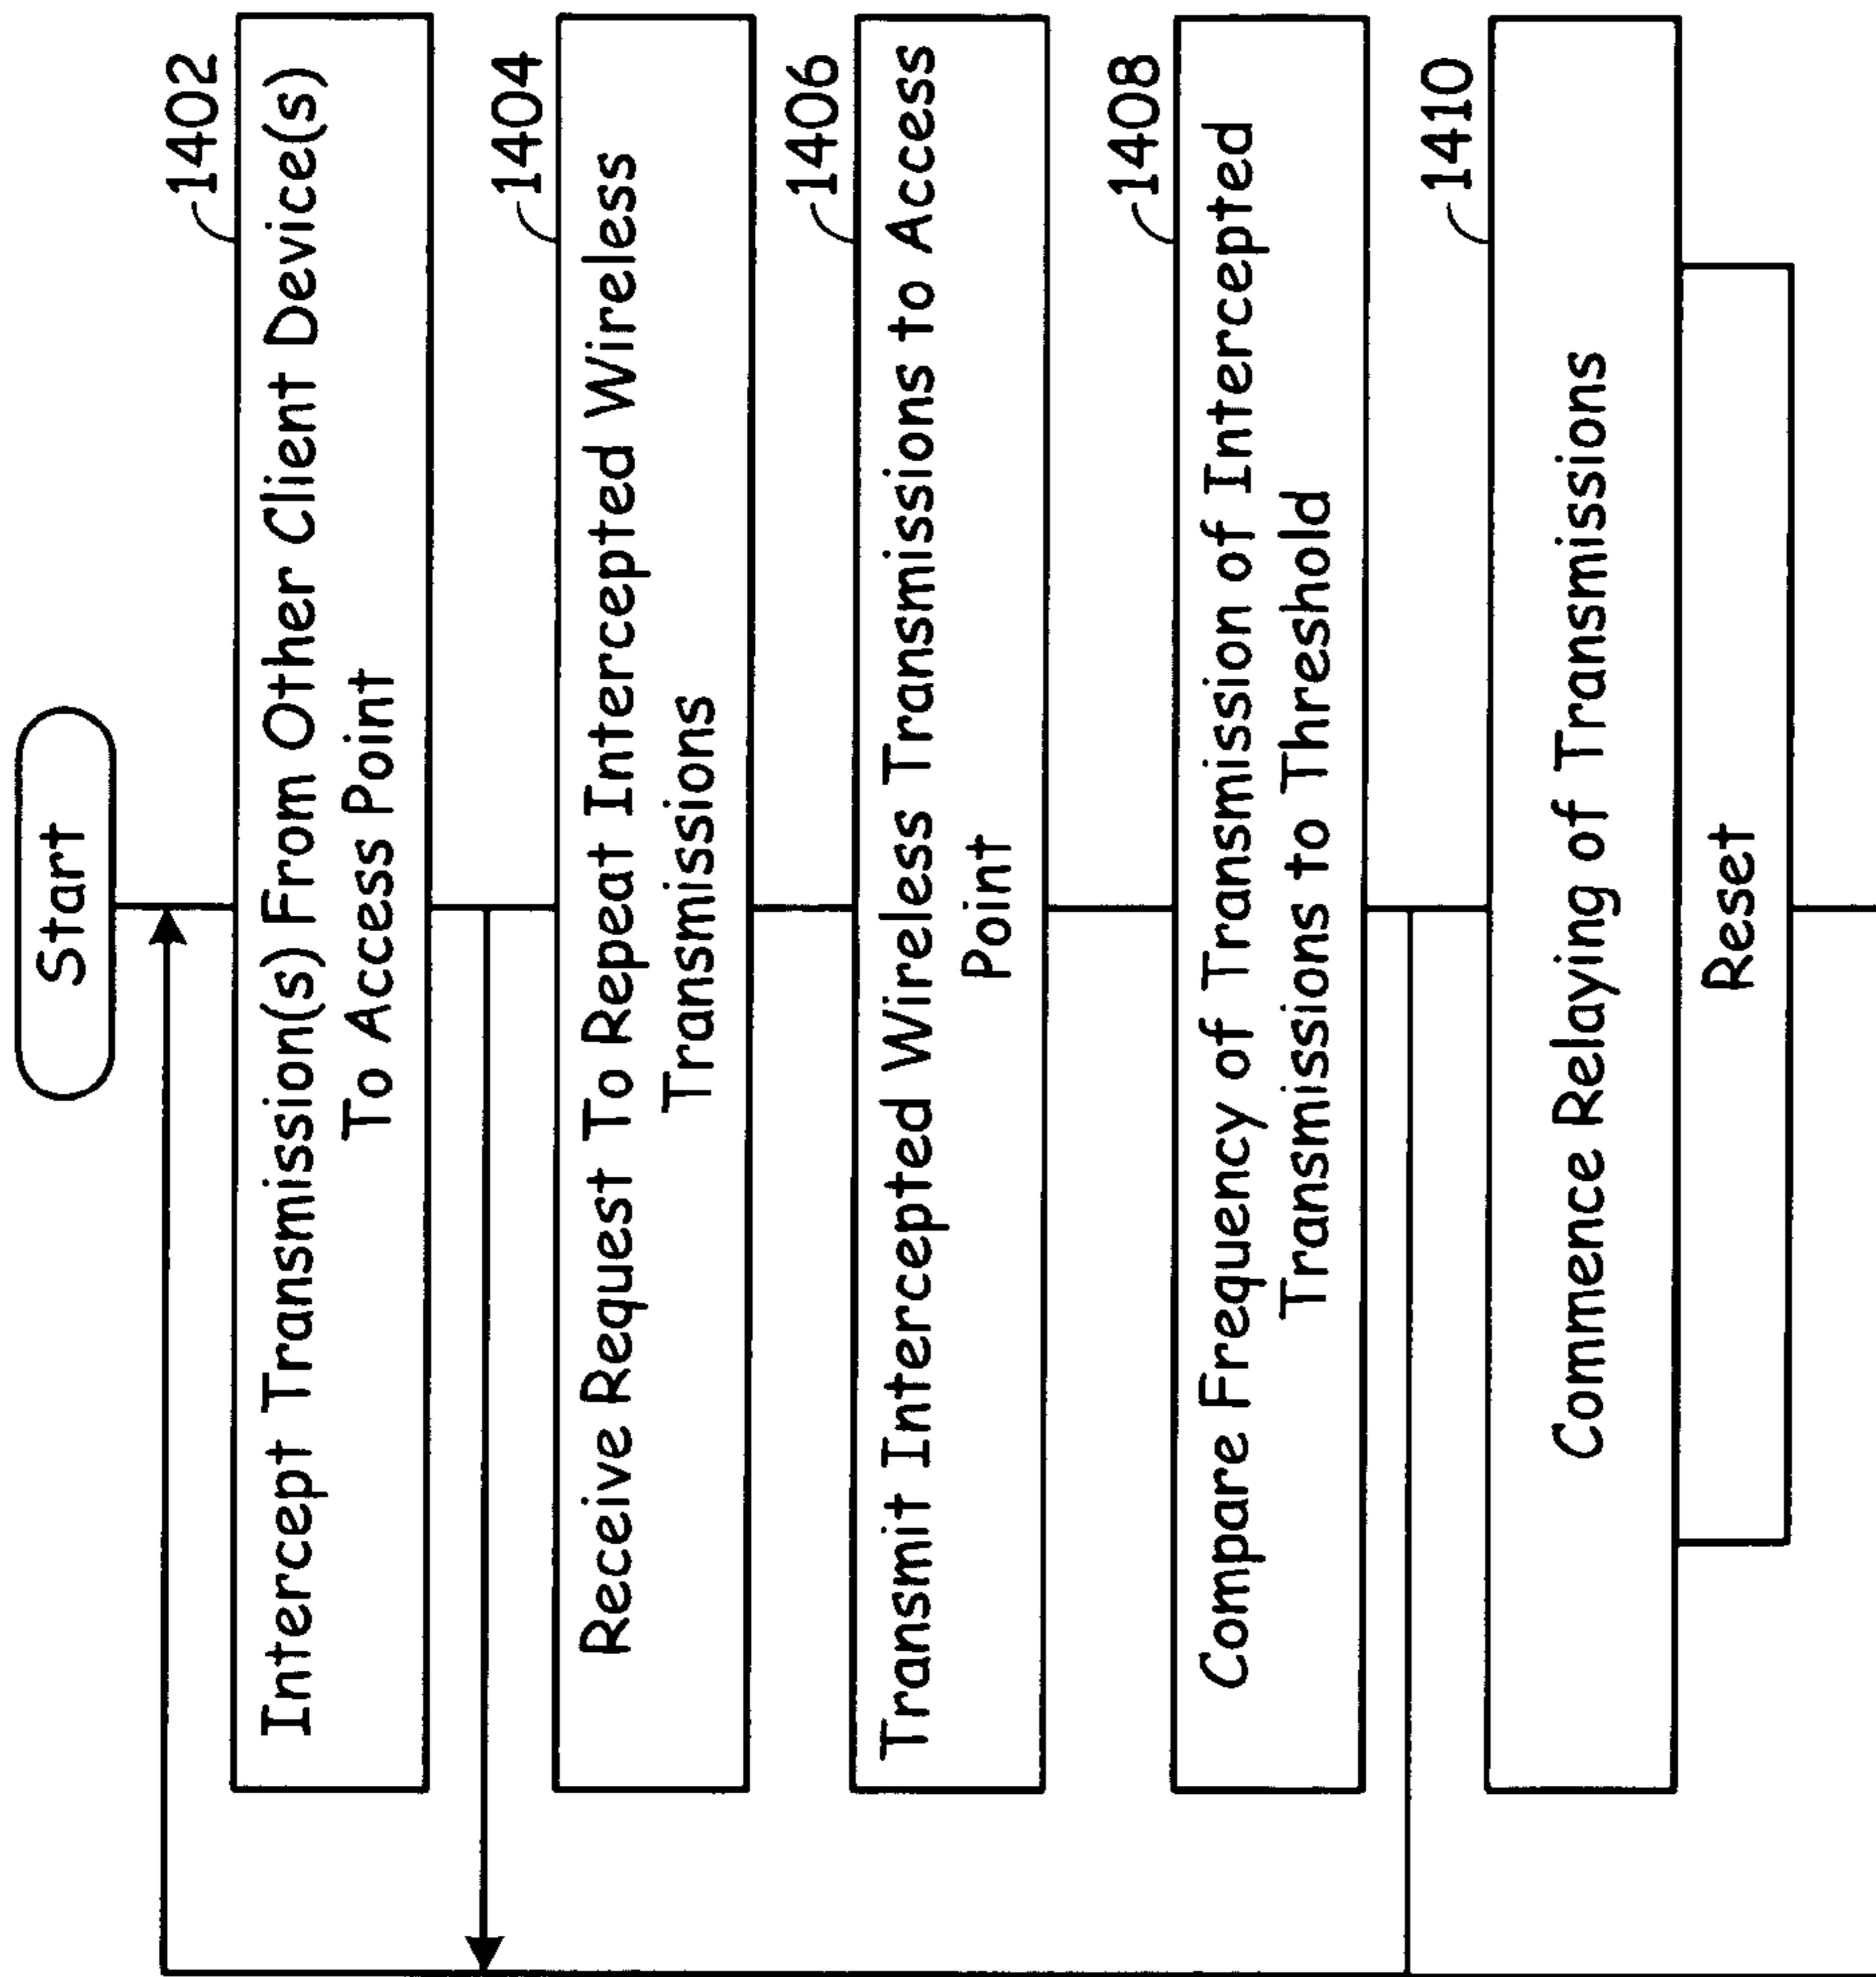 Start
1402
Intercept Transmission(s) From Other Client Device(s)
To Access Point
1404
Receive Request To Repeat Intercepted Wireless
Transmissions
1406
Transmit Intercepted Wireless Transmissions to Access
Point
1408
Compare Frequency of Transmission of Intercepted
Transmissions to Threshold
1410
Commence Relaying of Transmissions
Reset